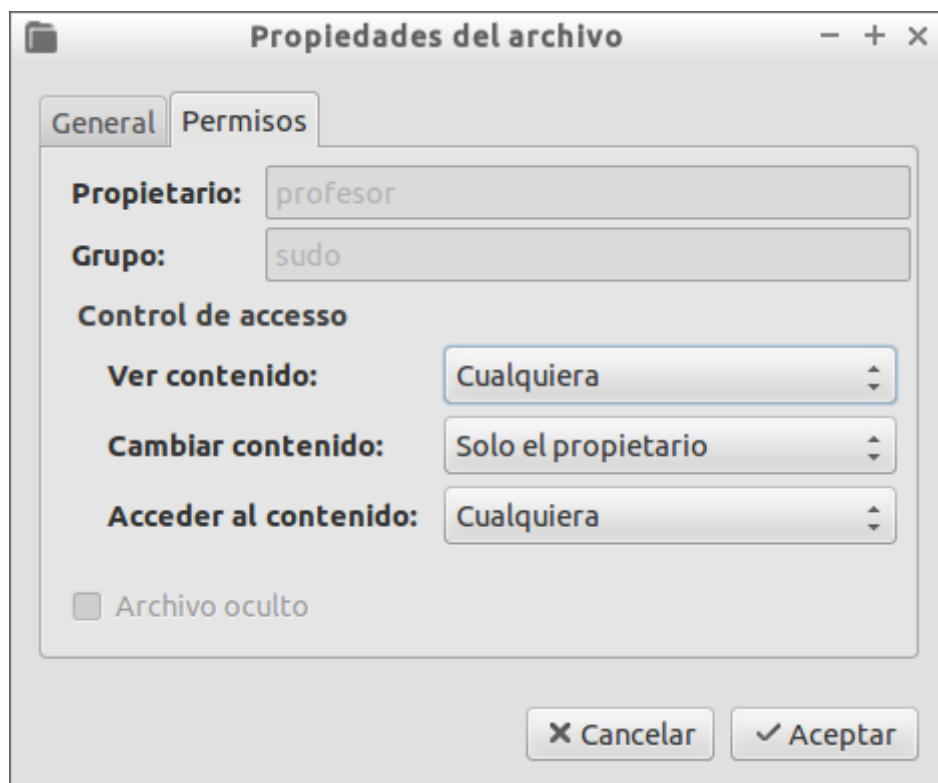 Propiedades del archivo
General Permisos
Propietario: profesor
Grupo: sudo
Control de accesso
Ver contenido: Cualquiera
Cambiar contenido: Solo el propietario
Acceder al contenido: Cualquiera
Archivo oculto
Cancelar Aceptar